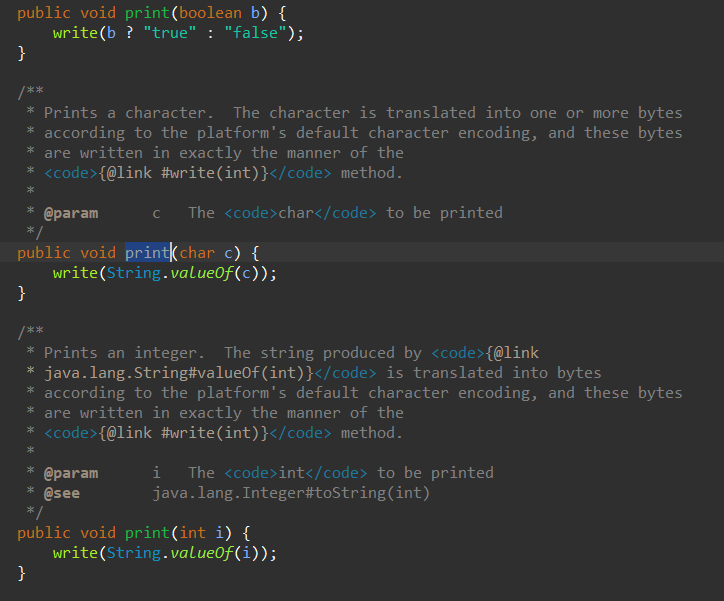 public void print(boolean b) {
    write(b ? "true" : "false");
}

/**
 * Prints a character.  The character is translated into one or more bytes
 * according to the platform's default character encoding, and these bytes
 * are written in exactly the manner of the
 * <code>{@link #write(int)}</code> method.
 *
 * @param      c   The <code>char</code> to be printed
 */
public void print(char c) {
    write(String.valueOf(c));
}

/**
 * Prints an integer.  The string produced by <code>{@link
 * java.lang.String#valueOf(int)}</code> is translated into bytes
 * according to the platform's default character encoding, and these bytes
 * are written in exactly the manner of the
 * <code>{@link #write(int)}</code> method.
 *
 * @param      i   The <code>int</code> to be printed
 * @see        java.lang.Integer#toString(int)
 */
public void print(int i) {
    write(String.valueOf(i));
}